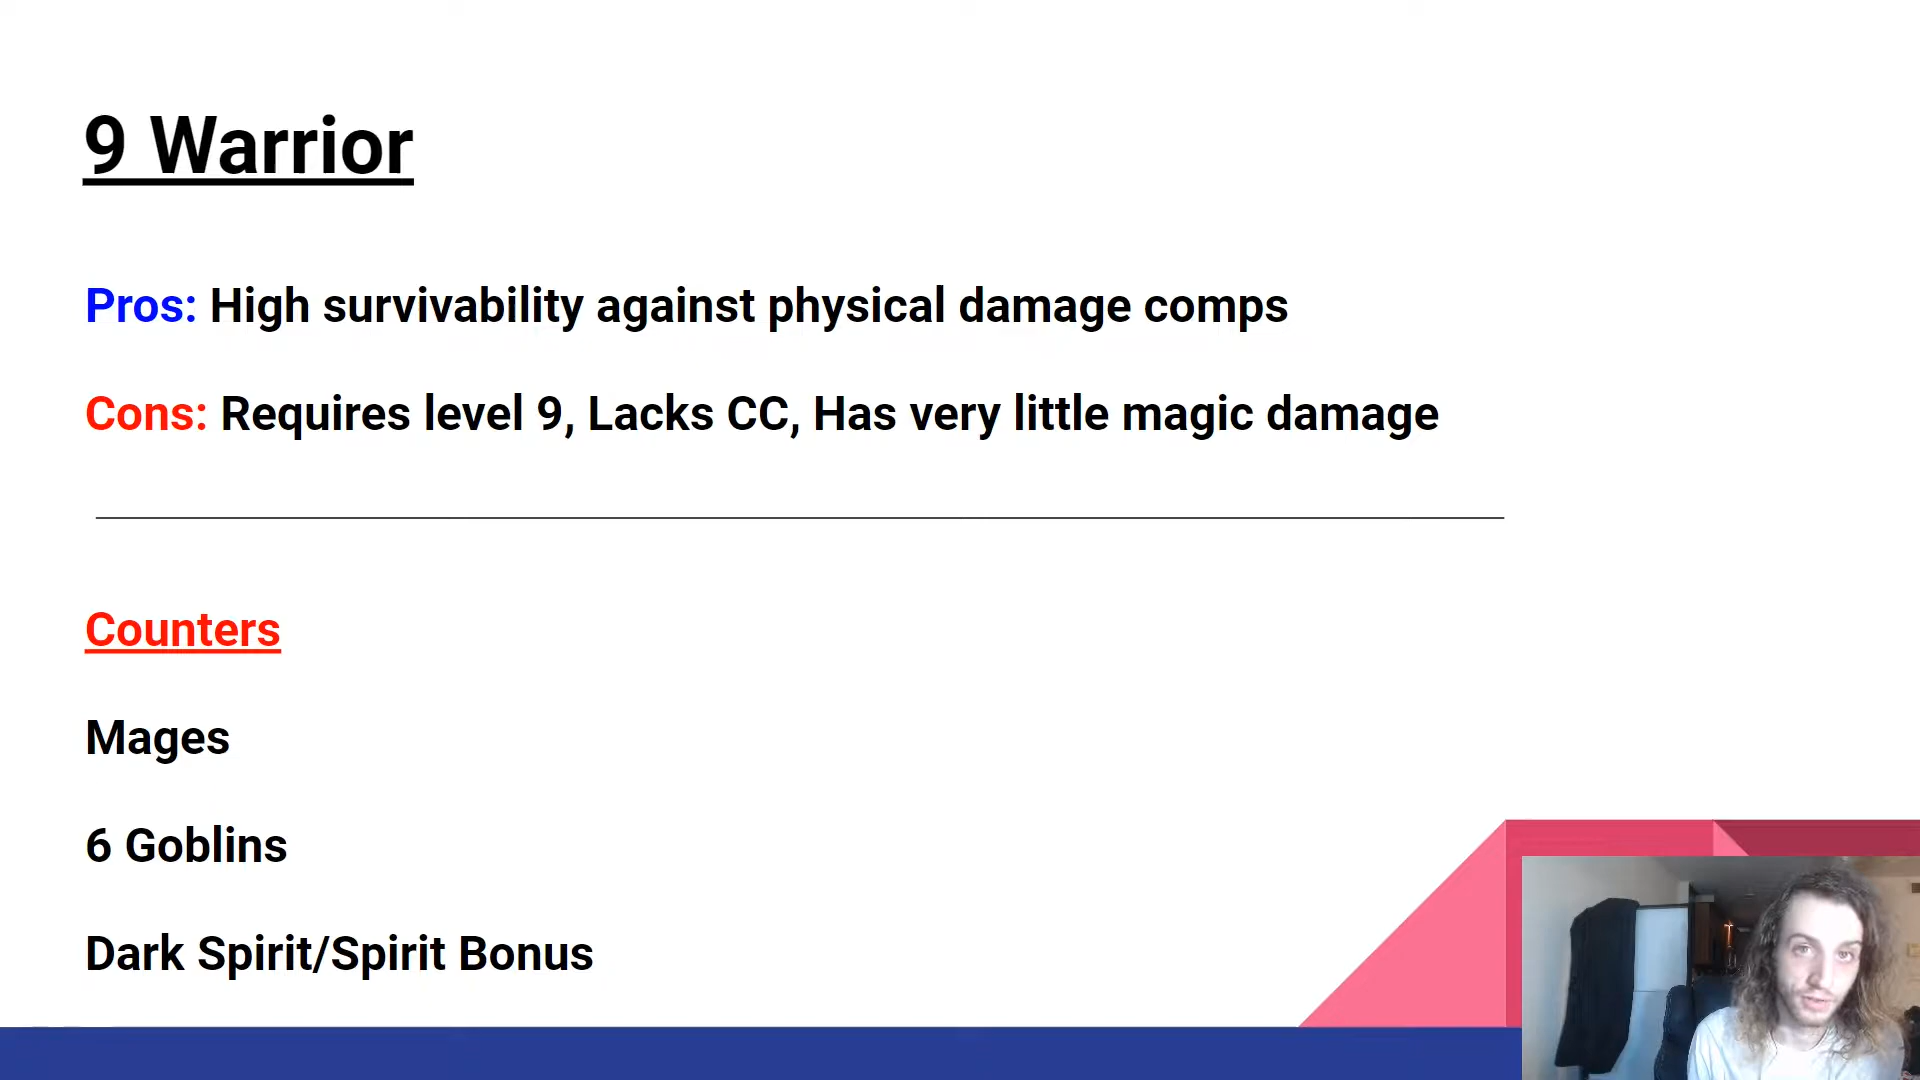 9 Warrior
Pros: High survivability against physical damage comps
Cons: Requires level 9, Lacks CC, Has very little magic damage
Counters
Mages
6 Goblins
Dark Spirit/Spirit Bonus